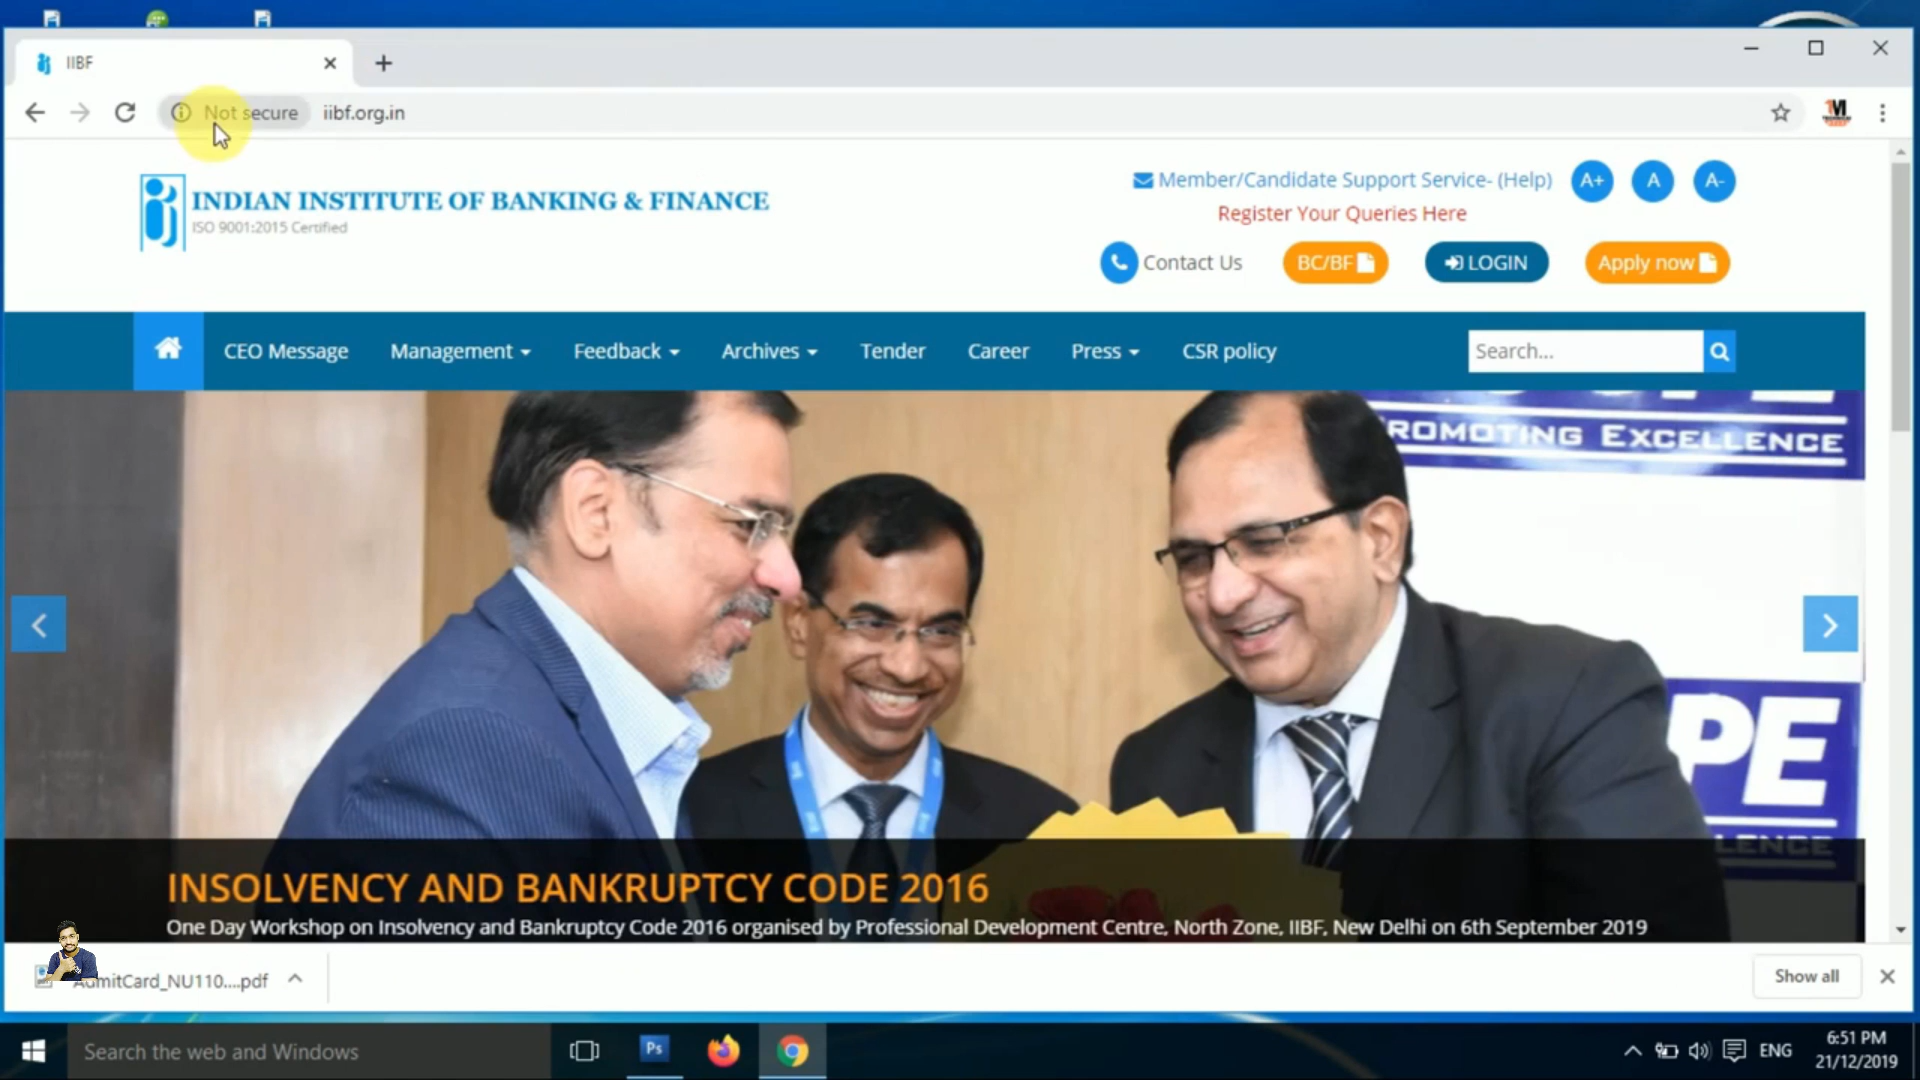 IIBF
Not secure
iibf.org.in
INDIAN INSTITUTE OF BANKING & FINANCE
ISO 9001:2015 Certified
Member/Candidate Support Service- (Help)
A+
A
A-
Register Your Queries Here
Contact Us
BC/BF
LOGIN
Apply now
CEO Message
Management
Feedback
Archives
Tender
Career
Press
CSR policy
Search...
ROMOTING EXCELLENCE
PE
LENCE
INSOLVENCY AND BANKRUPTCY CODE 2016
One Day Workshop on Insolvency and Bankruptcy Code 2016 organised by Professional Development Centre, North Zone, IIBF, New Delhi on 6th September 2019
AdmitCard_NU110....pdf
Show all
Search the web and Windows
Ps
ENG
6:51 PM
21/12/2019